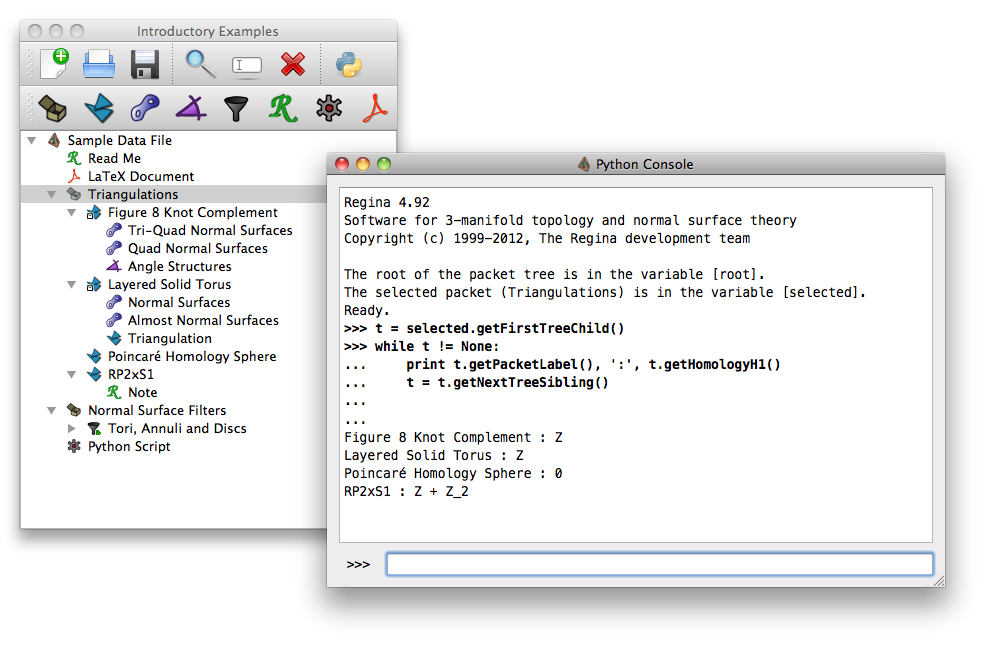 Introductory Examples
Sample Data File
Read Me
LaTeX Document
Triangulations
Figure 8 Knot Complement
Tri-Quad Normal Surfaces
Quad Normal Surfaces
Angle Structures
Layered Solid Torus
Normal Surfaces
Almost Normal Surfaces
Triangulation
Poincaré Homology Sphere
RP2xS1
Note
Normal Surface Filters
Tori, Annuli and Discs
Python Script
Python Console
Regina 4.92
Software for 3-manifold topology and normal surface theory
Copyright (c) 1999-2012, The Regina development team
The root of the packet tree is in the variable [root].
The selected packet (Triangulations) is in the variable [selected].
Ready.
>>> t = selected.getFirstTreeChild()
>>> while t != None:
...     print t.getPacketLabel(), ':', t.getHomologyH1()
...     t = t.getNextTreeSibling()
...
...
Figure 8 Knot Complement : Z
Layered Solid Torus : Z
Poincaré Homology Sphere : 0
RP2xS1 : Z + Z_2
>>>